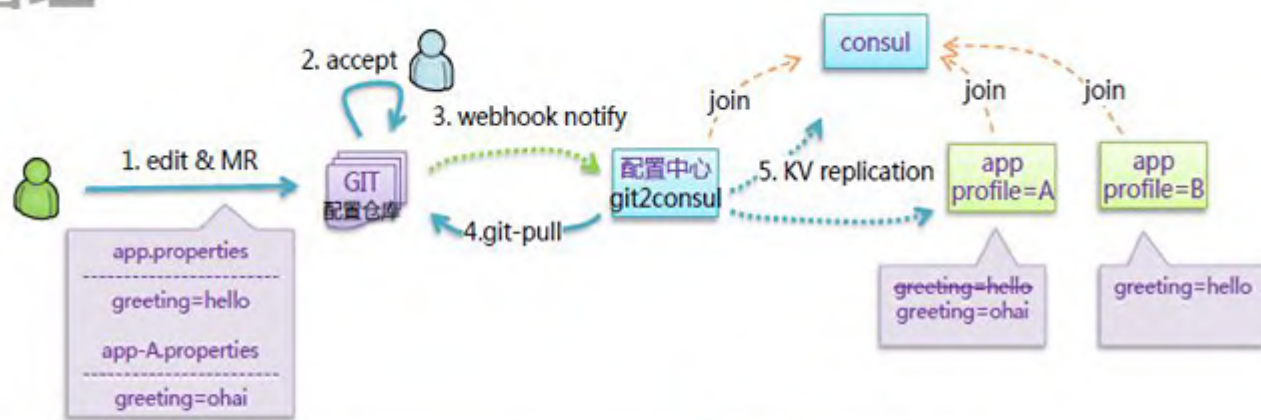 2. accept
consul
join
join
join
3. webhook notify
1. edit & MR
GIT
配置仓库
配置中心
git2consul
5. KV replication
app
profile=A
app
profile=B
4.git-pull
app.properties
greeting=hello
app-A.properties
greeting=ohai
greeting=hello
greeting=ohai
greeting=hello